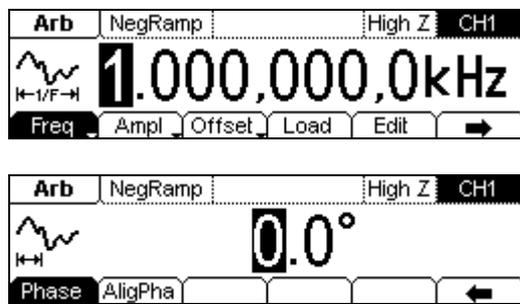 Arb NegRamp High Z CH1
1.000,000,0kHz
1/F
Freq Ampl Offset Load Edit
Arb NegRamp High Z CH1
0.0°
Phase AligPha